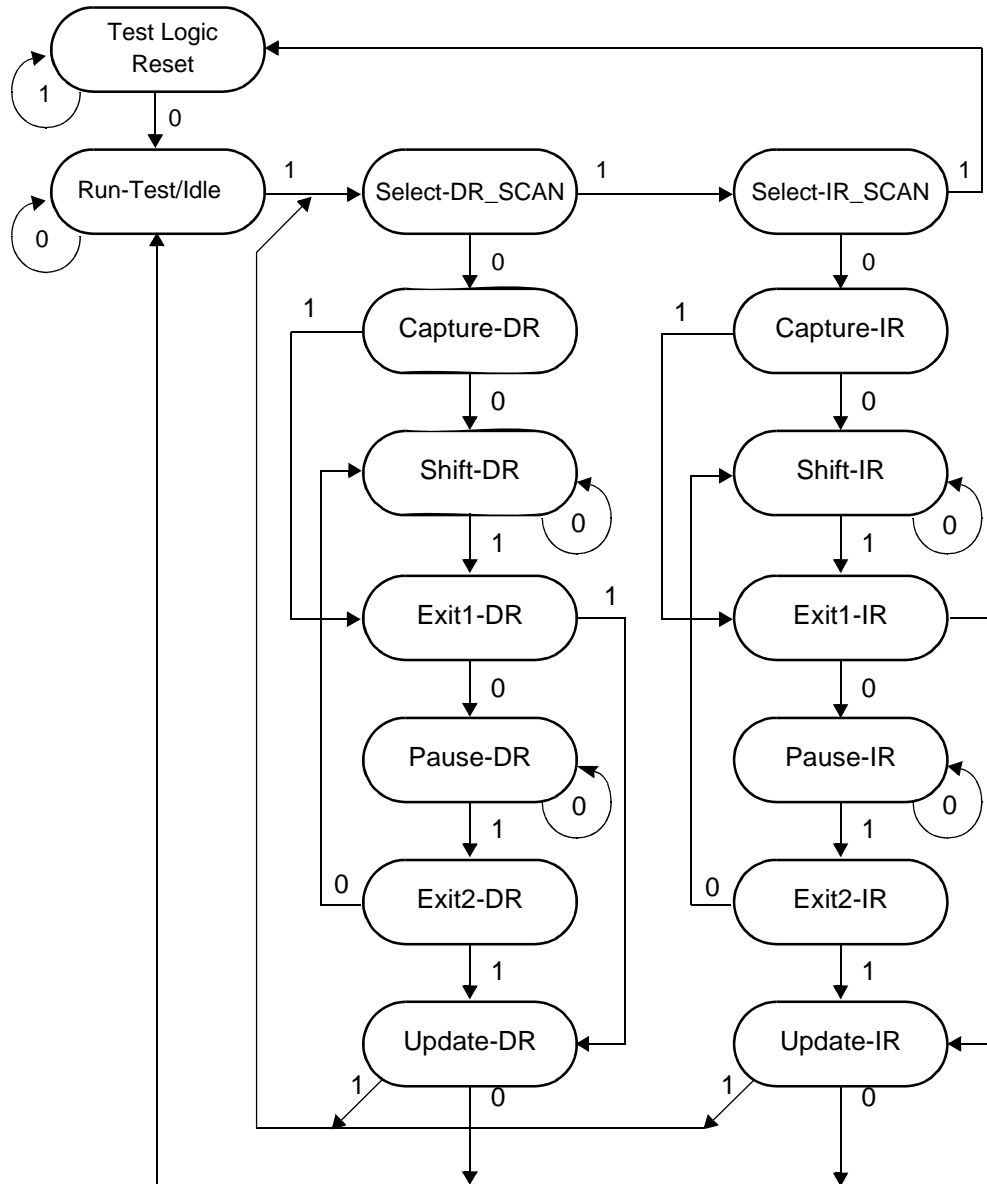 Test Logic
Reset
1
0
Run-Test/Idle
0
1
Select-DR_SCAN
1
Select-IR_SCAN
1
0
0
1
Capture-DR
1
Capture-IR
0
0
Shift-DR
0
Shift-IR
0
1
1
Exit1-DR
1
Exit1-IR
0
0
Pause-DR
0
Pause-IR
0
1
1
0
Exit2-DR
0
Exit2-IR
1
1
Update-DR
Update-IR
1
0
1
0